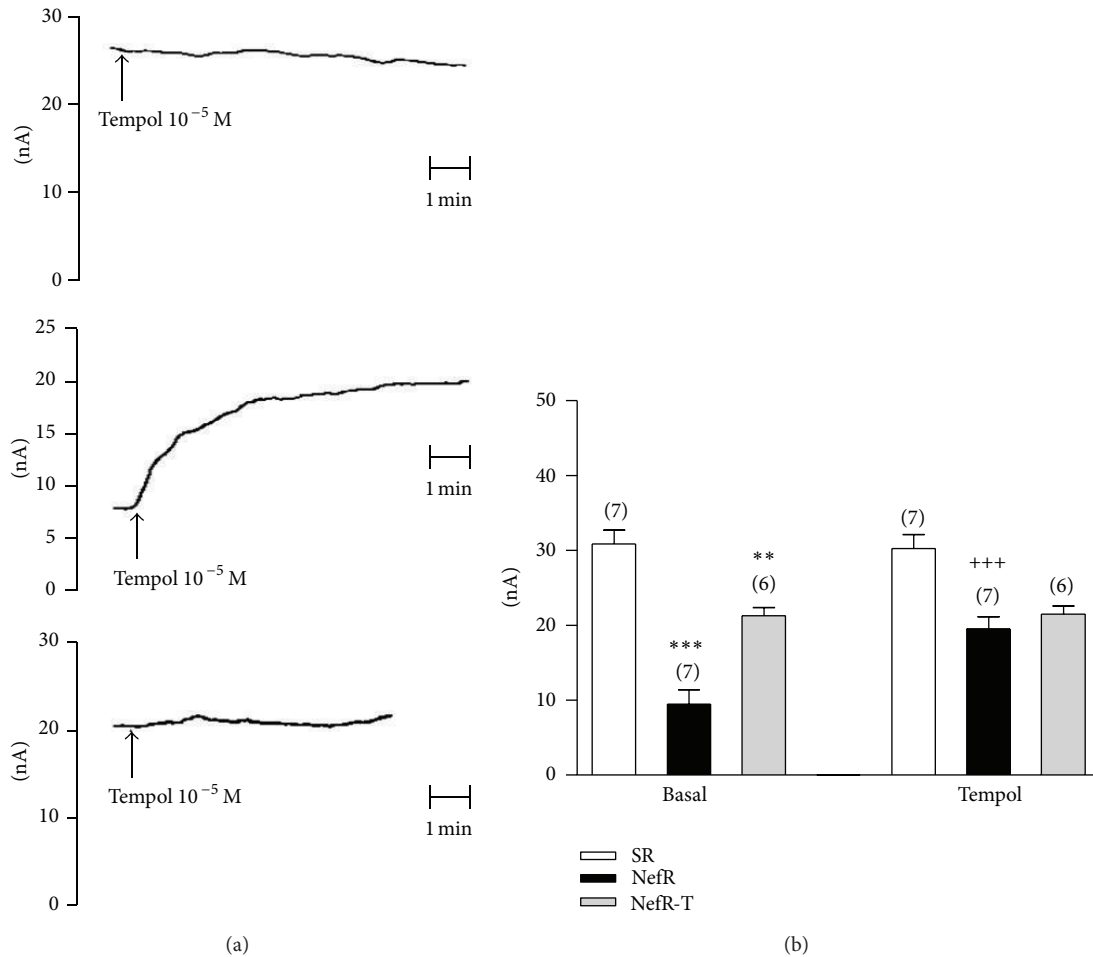 30
20
10
0
(nA)
Tempol 10⁻⁵ M
1 min
25
20
15
10
5
0
(nA)
Tempol 10⁻⁵ M
1 min
30
20
10
0
(nA)
Tempol 10⁻⁵ M
1 min
(a)
50
40
30
20
10
0
(nA)
(7)
***
(7)
**
(6)
(7)
+++
(7)
(6)
Basal
Tempol
SR
NefR
NefR-T
(b)